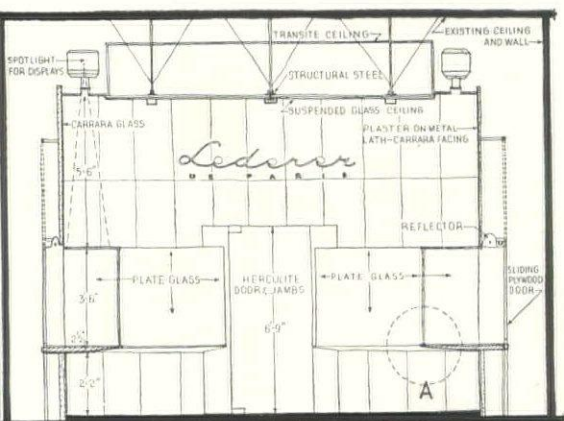 TRANSITE CEILING
EXISTING CEILING
AND WALL
SPOTLIGHT
FOR DISPLAYS
STRUCTURAL STEEL
SUSPENDED GLASS CEILING
CARRARA GLASS
PLASTER ON METAL
LATH-CARRARA FACING
Lederer
DE PARIS
5'-6"
REFLECTOR
PLATE GLASS
HERCULITE
DOOR & JAMBS
PLATE GLASS
SLIDING
PLYWOOD
DOOR
3'-6"
6'-9"
2½"
2'-2"
A